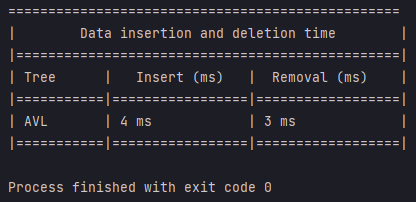 =================================================
|        Data insertion and deletion time        |
|================================================|
| Tree      |   Insert (ms)   |  Removal (ms)    |
|===========|=================|==================|
| AVL       | 4 ms            | 3 ms             |
|===========|=================|==================|
Process finished with exit code 0